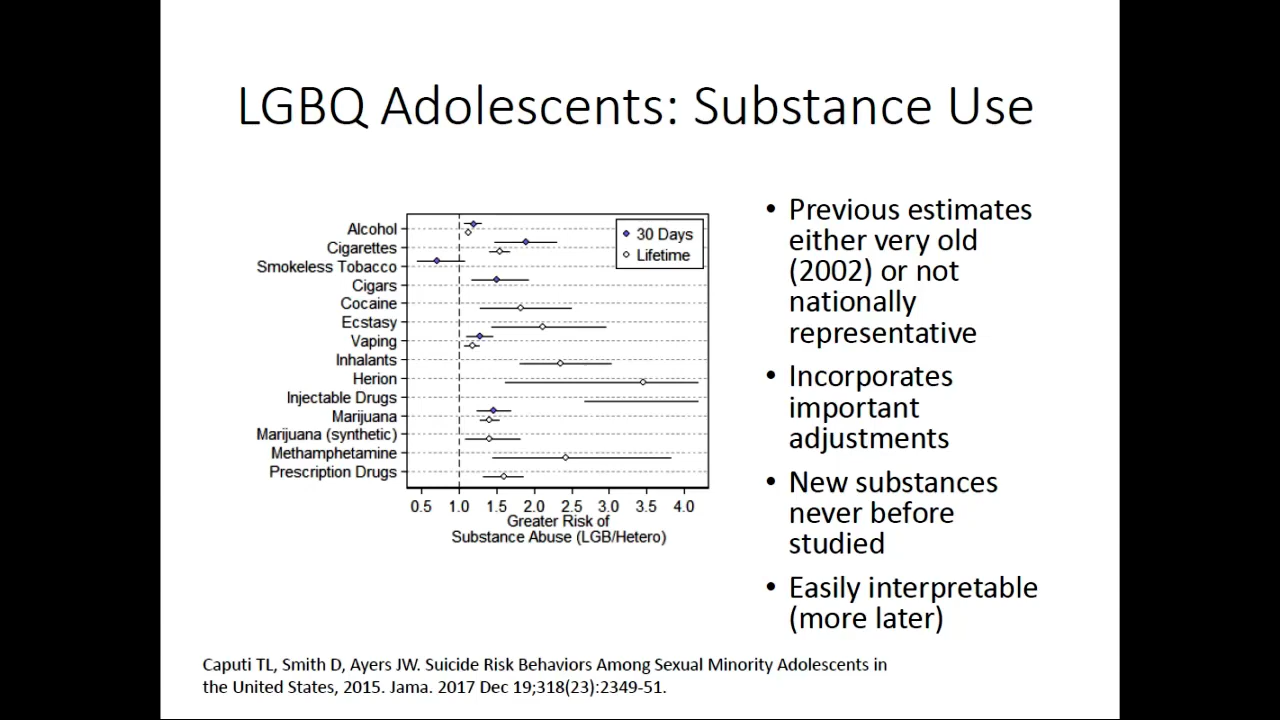 LGBQ Adolescents: Substance Use
Alcohol
Cigarettes
Smokeless Tobacco
Cigars
Cocaine
Ecstasy
Vaping
Inhalants
Herion
Injectable Drugs
Marijuana
Marijuana (synthetic)
Methamphetamine
Prescription Drugs
30 Days
Lifetime
0.5 1.0 1.5 2.0 2.5 3.0 3.5 4.0
Greater Risk of
Substance Abuse (LGB/Hetero)
• Previous estimates
either very old
(2002) or not
nationally
representative
• Incorporates
important
adjustments
• New substances
never before
studied
• Easily interpretable
(more later)
Caputi TL, Smith D, Ayers JW. Suicide Risk Behaviors Among Sexual Minority Adolescents in
the United States, 2015. Jama. 2017 Dec 19;318(23):2349-51.